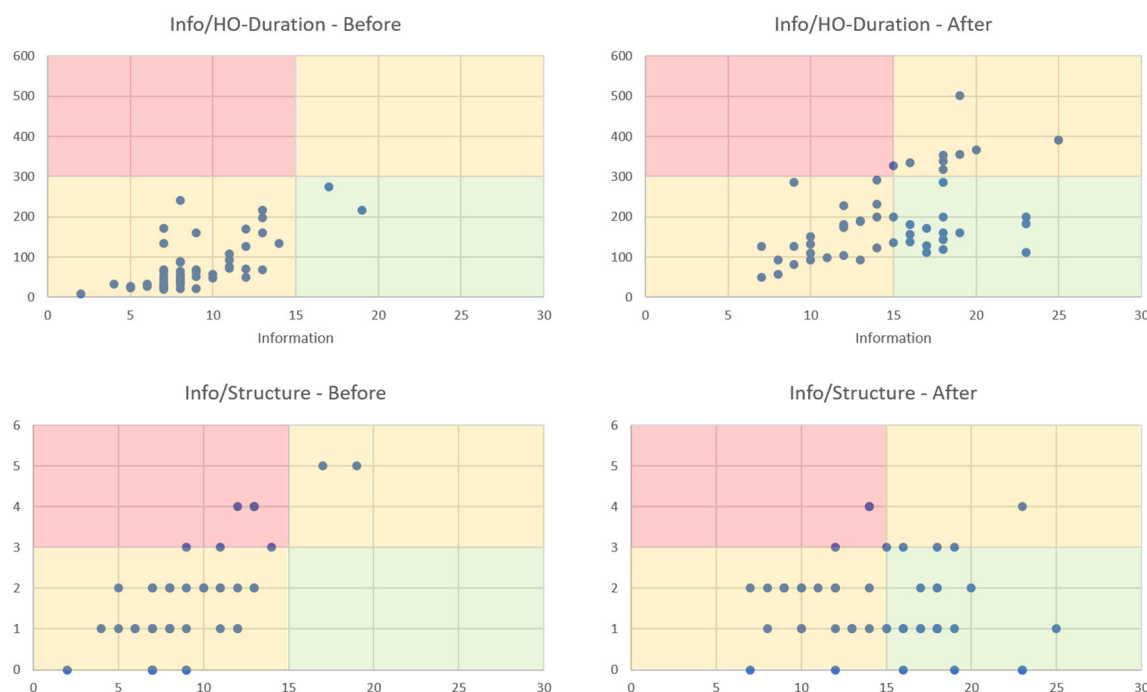 Info/HO-Duration - Before
600
500
400
300
200
100
0
0 5 10 15 20 25 30
Information
Info/HO-Duration - After
600
500
400
300
200
100
0
0 5 10 15 20 25 30
Information
Info/Structure - Before
6
5
4
3
2
1
0
0 5 10 15 20 25 30
Info/Structure - After
6
5
4
3
2
1
0
0 5 10 15 20 25 30